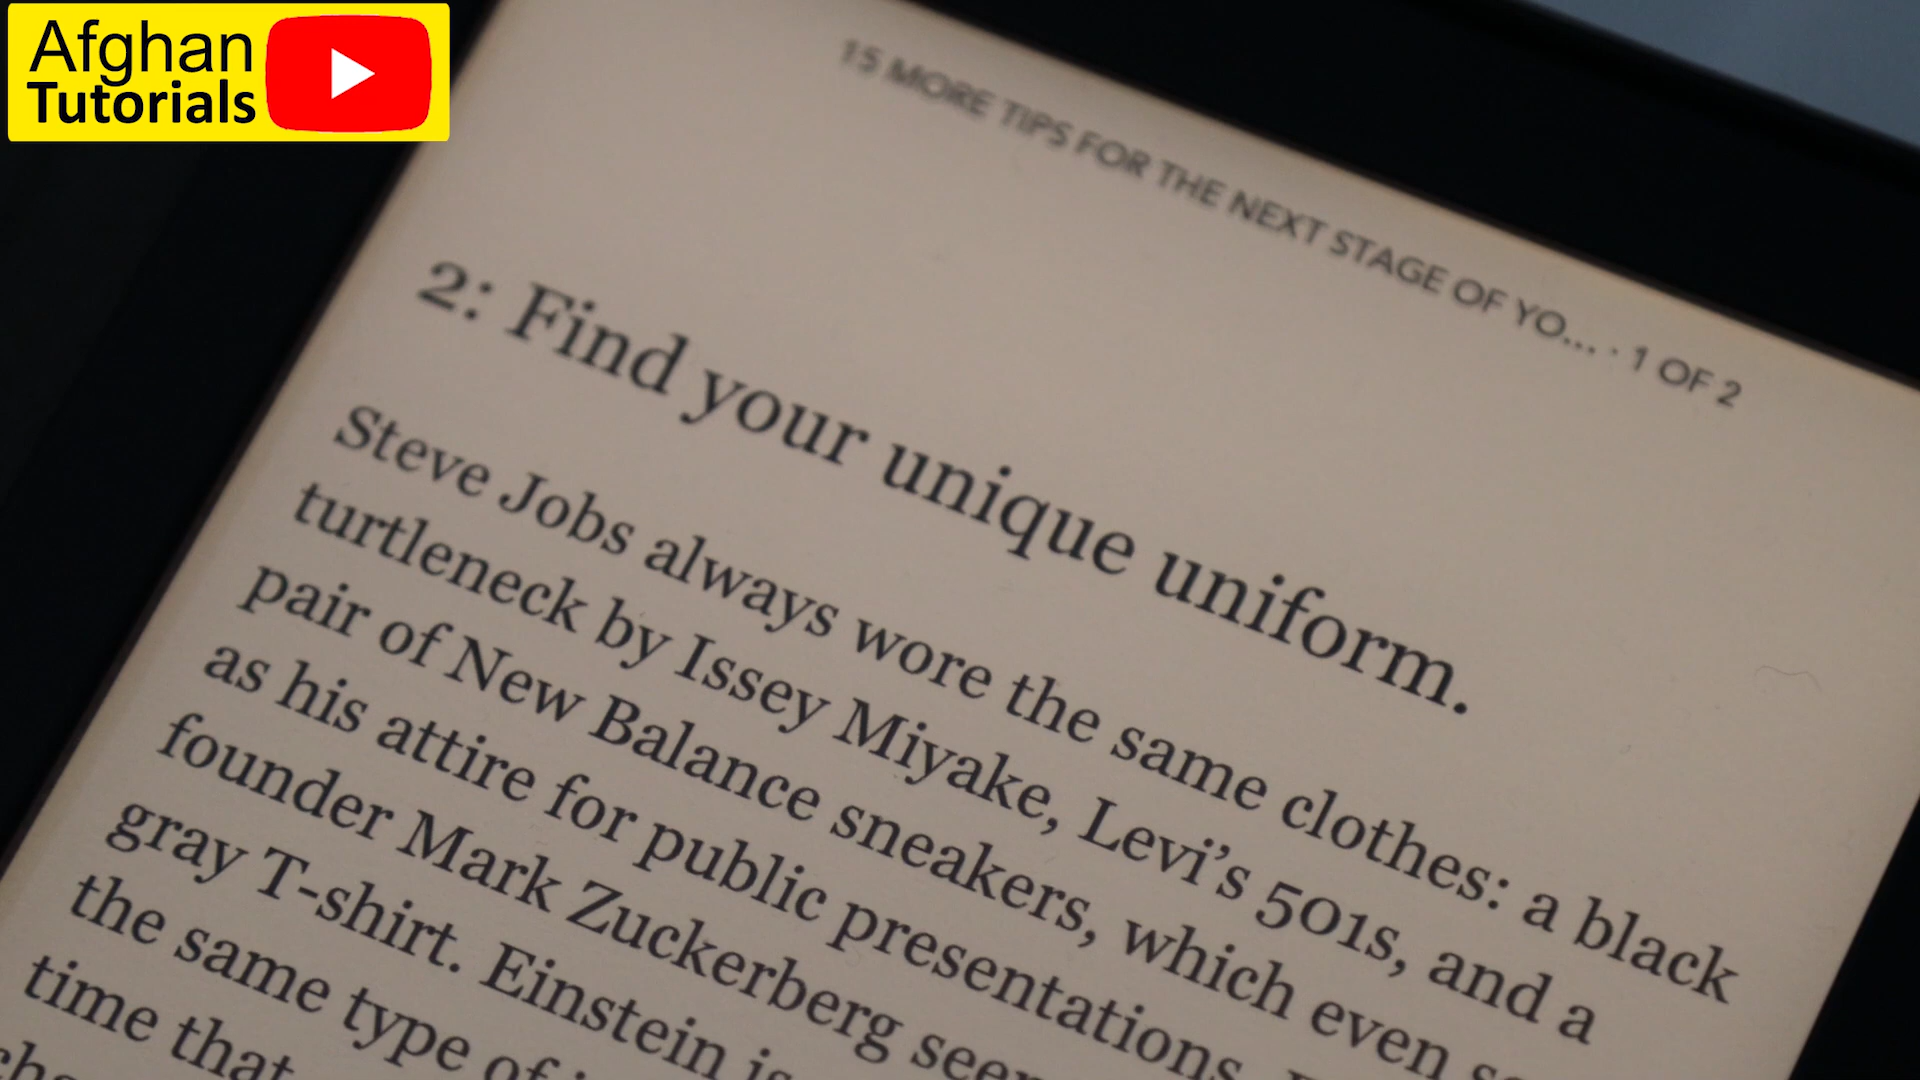 Afghan
Tutorials
15 MORE TIPS FOR THE NEXT STAGE OF YO... · 1 OF 2
2: Find your unique uniform.
Steve Jobs always wore the same clothes: a black
turtleneck by Issey Miyake, Levi's 501s, and a
pair of New Balance sneakers, which even
as his attire for public presentations.
founder Mark Zuckerberg
gray T-shirt. Einstein is
the same type of
time that